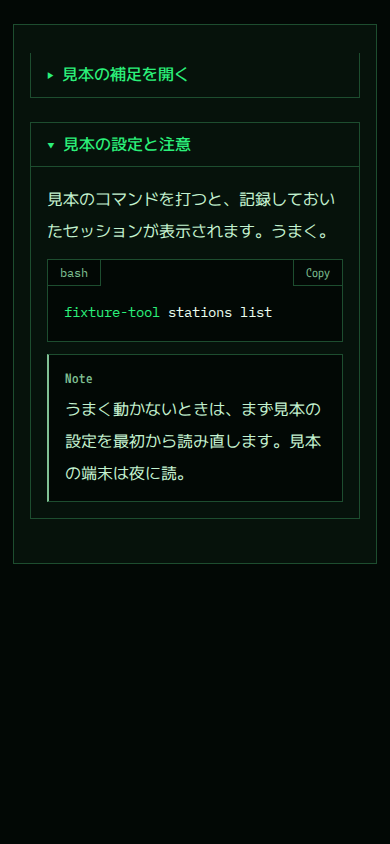 見本の補足を開く
見本の設定と注意
見本のコマンドを打つと、記録しておい
たセッションが表示されます。うまく。
bash
Copy
fixture-tool stations list
Note
うまく動かないときは、まず見本の
設定を最初から読み直します。見本
の端末は夜に読。